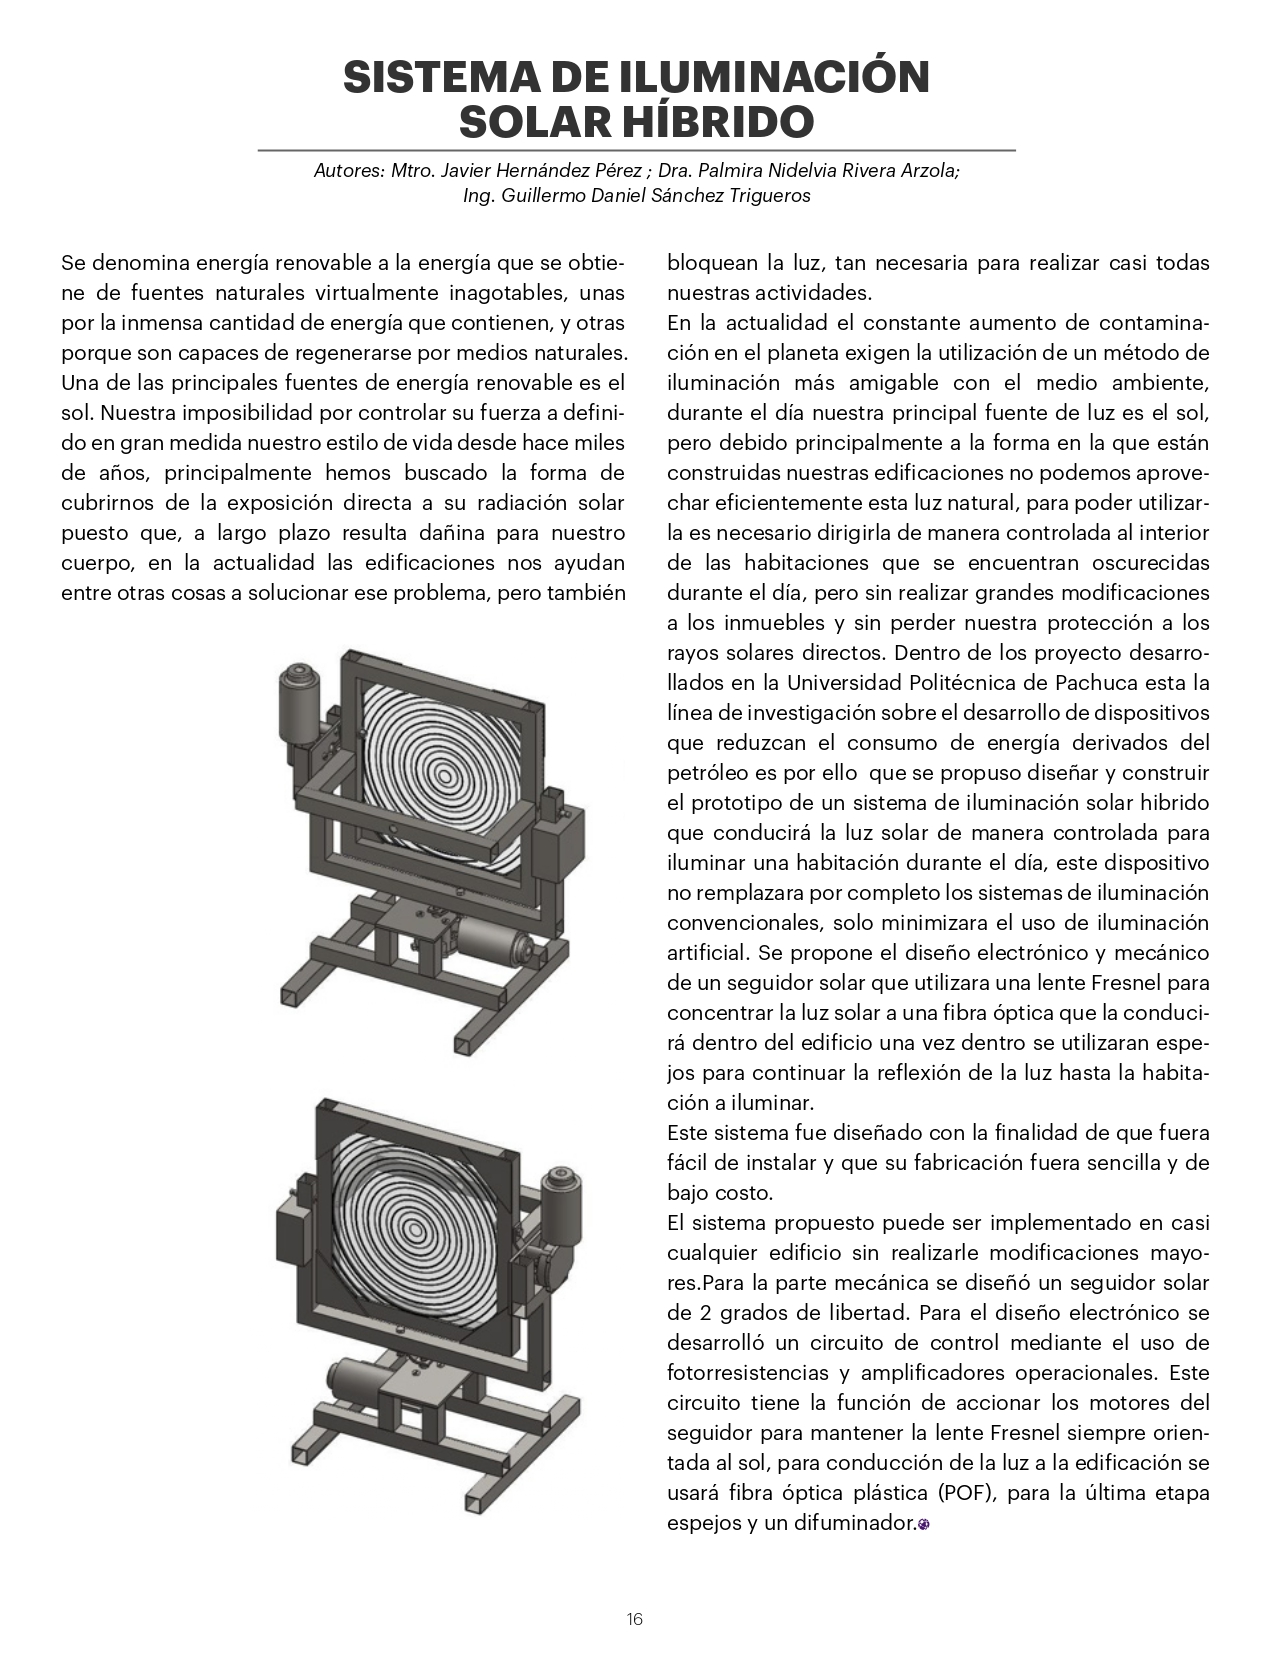 SISTEMA DE ILUMINACIÓN
SOLAR HÍBRIDO
Autores: Mtro. Javier Hernández Pérez ; Dra. Palmira Nidelvia Rivera Arzola;
Ing. Guillermo Daniel Sánchez Trigueros
Se denomina energía renovable a la energía que se obtie-
ne de fuentes naturales virtualmente inagotables, unas
por la inmensa cantidad de energía que contienen, y otras
porque son capaces de regenerarse por medios naturales.
Una de las principales fuentes de energía renovable es el
sol. Nuestra imposibilidad por controlar su fuerza a defini-
do en gran medida nuestro estilo de vida desde hace miles
de años, principalmente hemos buscado la forma de
cubrirnos de la exposición directa a su radiación solar
puesto que, a largo plazo resulta dañina para nuestro
cuerpo, en la actualidad las edificaciones nos ayudan
entre otras cosas a solucionar ese problema, pero también
bloquean la luz, tan necesaria para realizar casi todas
nuestras actividades.
En la actualidad el constante aumento de contamina-
ción en el planeta exigen la utilización de un método de
iluminación más amigable con el medio ambiente,
durante el día nuestra principal fuente de luz es el sol,
pero debido principalmente a la forma en la que están
construidas nuestras edificaciones no podemos aprove-
char eficientemente esta luz natural, para poder utilizar-
la es necesario dirigirla de manera controlada al interior
de las habitaciones que se encuentran oscurecidas
durante el día, pero sin realizar grandes modificaciones
a los inmuebles y sin perder nuestra protección a los
rayos solares directos. Dentro de los proyecto desarro-
llados en la Universidad Politécnica de Pachuca esta la
línea de investigación sobre el desarrollo de dispositivos
que reduzcan el consumo de energía derivados del
petróleo es por ello  que se propuso diseñar y construir
el prototipo de un sistema de iluminación solar hibrido
que conducirá la luz solar de manera controlada para
iluminar una habitación durante el día, este dispositivo
no remplazara por completo los sistemas de iluminación
convencionales, solo minimizara el uso de iluminación
artificial. Se propone el diseño electrónico y mecánico
de un seguidor solar que utilizara una lente Fresnel para
concentrar la luz solar a una fibra óptica que la conduci-
rá dentro del edificio una vez dentro se utilizaran espe-
jos para continuar la reflexión de la luz hasta la habita-
ción a iluminar.
Este sistema fue diseñado con la finalidad de que fuera
fácil de instalar y que su fabricación fuera sencilla y de
bajo costo.
El sistema propuesto puede ser implementado en casi
cualquier edificio sin realizarle modificaciones mayo-
res.Para la parte mecánica se diseñó un seguidor solar
de 2 grados de libertad. Para el diseño electrónico se
desarrolló un circuito de control mediante el uso de
fotorresistencias y amplificadores operacionales. Este
circuito tiene la función de accionar los motores del
seguidor para mantener la lente Fresnel siempre orien-
tada al sol, para conducción de la luz a la edificación se
usará fibra óptica plástica (POF), para la última etapa
espejos y un difuminador.
16